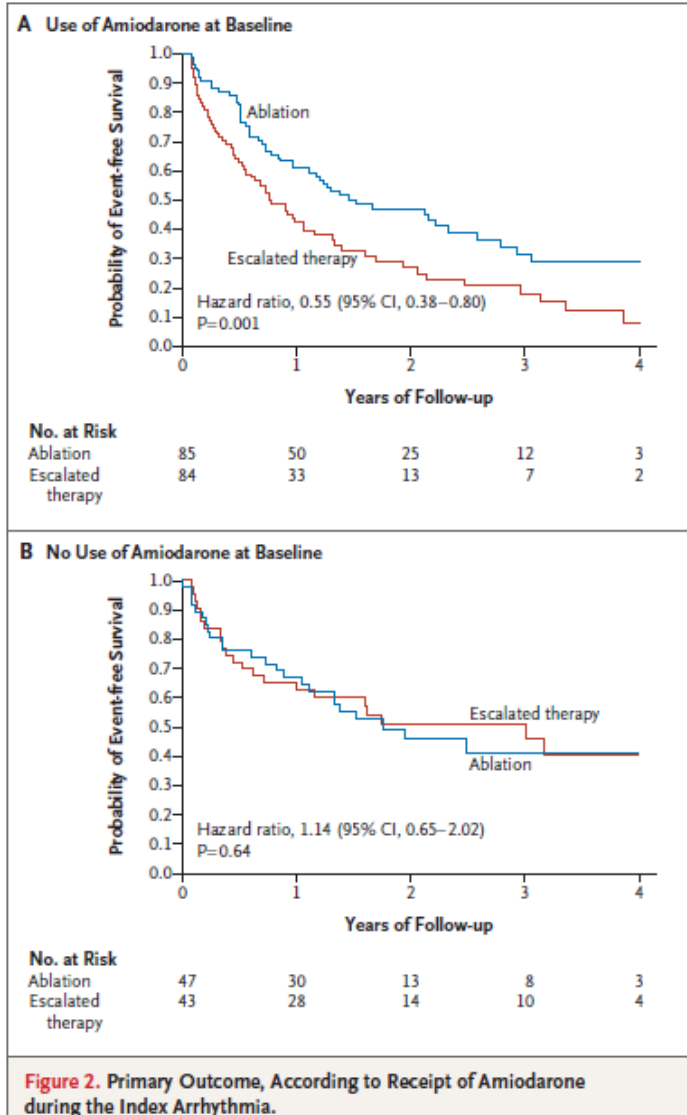 A Use of Amiodarone at Baseline
1.0
0.9
0.8
0.7
0.6
0.5
0.4
0.3
0.2
0.1
0.0
Probability of Event-free Survival
Ablation
Escalated therapy
Hazard ratio, 0.55 (95% CI, 0.38–0.80)
P=0.001
0 1 2 3 4
Years of Follow-up
No. at Risk
Ablation 85 50 25 12 3
Escalated 84 33 13 7 2
therapy
B No Use of Amiodarone at Baseline
1.0
0.9
0.8
0.7
0.6
0.5
0.4
0.3
0.2
0.1
0.0
Probability of Event-free Survival
Escalated therapy
Ablation
Hazard ratio, 1.14 (95% CI, 0.65–2.02)
P=0.64
0 1 2 3 4
Years of Follow-up
No. at Risk
Ablation 47 30 13 8 3
Escalated 43 28 14 10 4
therapy
Figure 2. Primary Outcome, According to Receipt of Amiodarone
during the Index Arrhythmia.